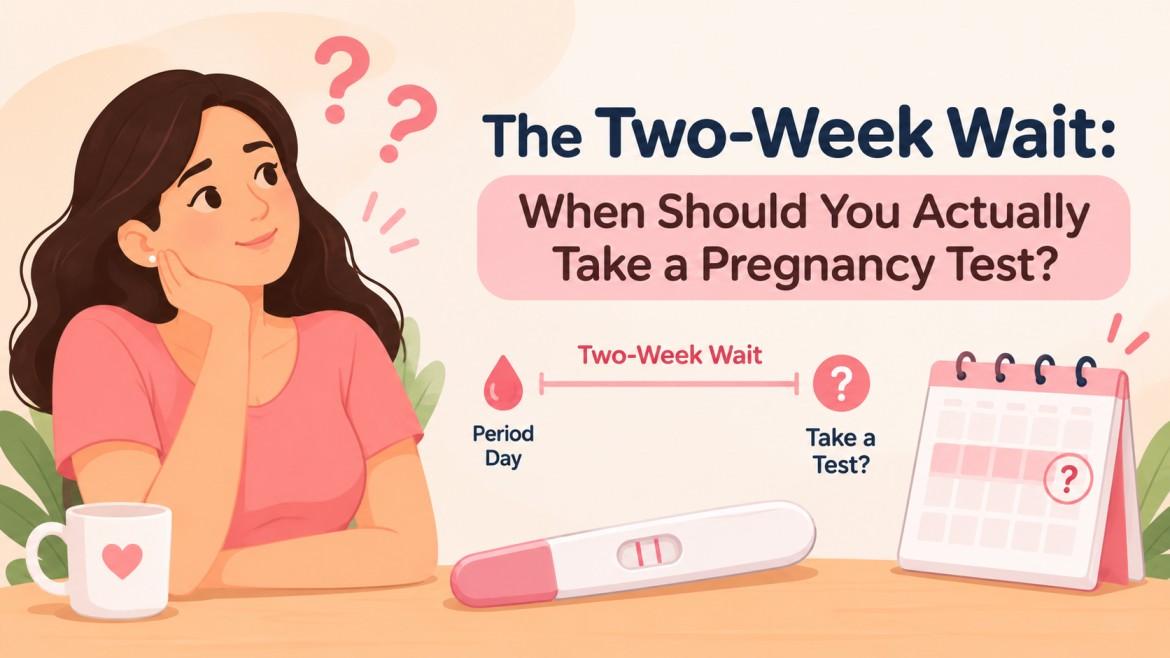 ?
?
The Two-Week Wait:
When Should You Actually
Take a Pregnancy Test?
Two-Week Wait
?
Period
Day
Take a
Test?
?